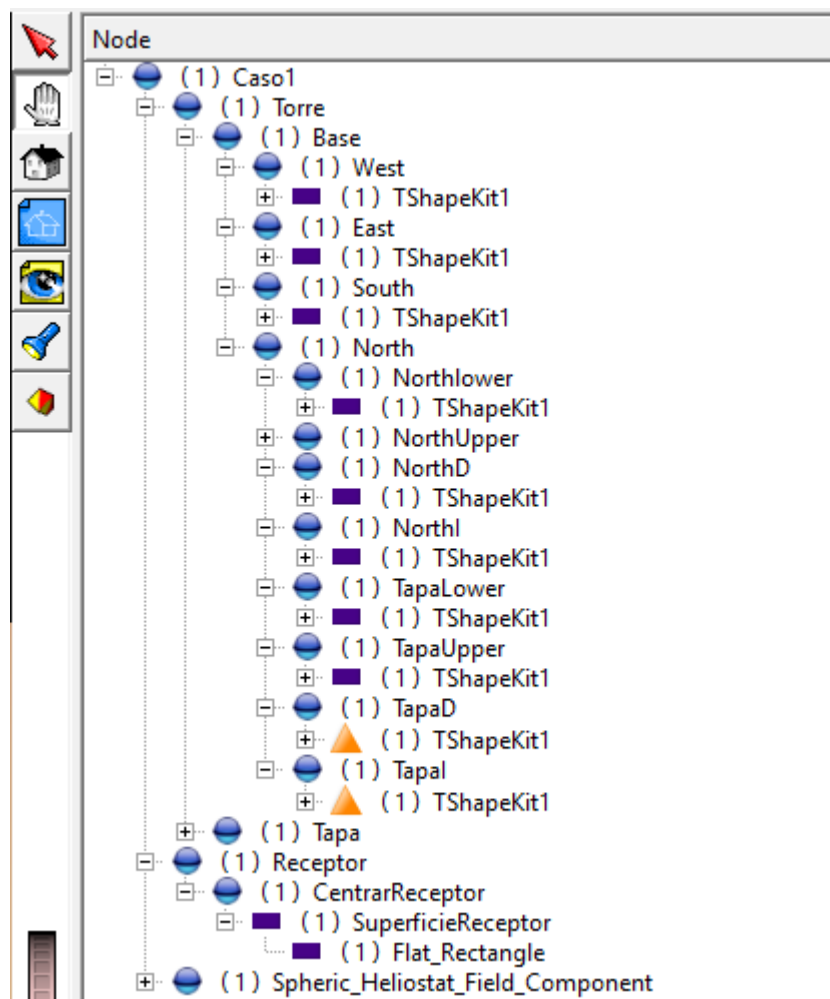 Node
(1) Caso1
(1) Torre
(1) Base
(1) West
(1) TShapeKit1
(1) East
(1) TShapeKit1
(1) South
(1) TShapeKit1
(1) North
(1) Northlower
(1) TShapeKit1
(1) NorthUpper
(1) NorthD
(1) TShapeKit1
(1) NorthI
(1) TShapeKit1
(1) TapaLower
(1) TShapeKit1
(1) TapaUpper
(1) TShapeKit1
(1) TapaD
(1) TShapeKit1
(1) TapaI
(1) TShapeKit1
(1) Tapa
(1) Receptor
(1) CentrarReceptor
(1) SuperficieReceptor
(1) Flat_Rectangle
(1) Spheric_Heliostat_Field_Component